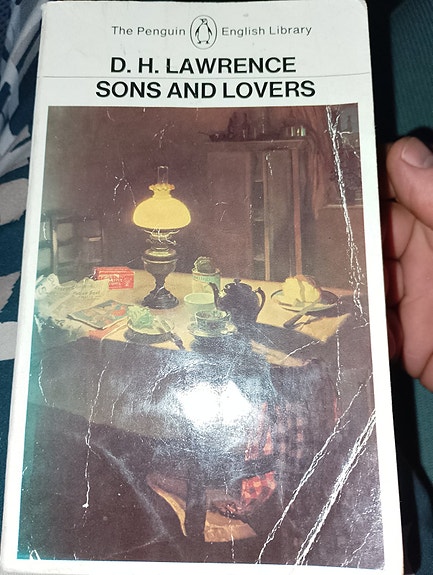 The Penguin English Library
D. H. LAWRENCE
SONS AND LOVERS